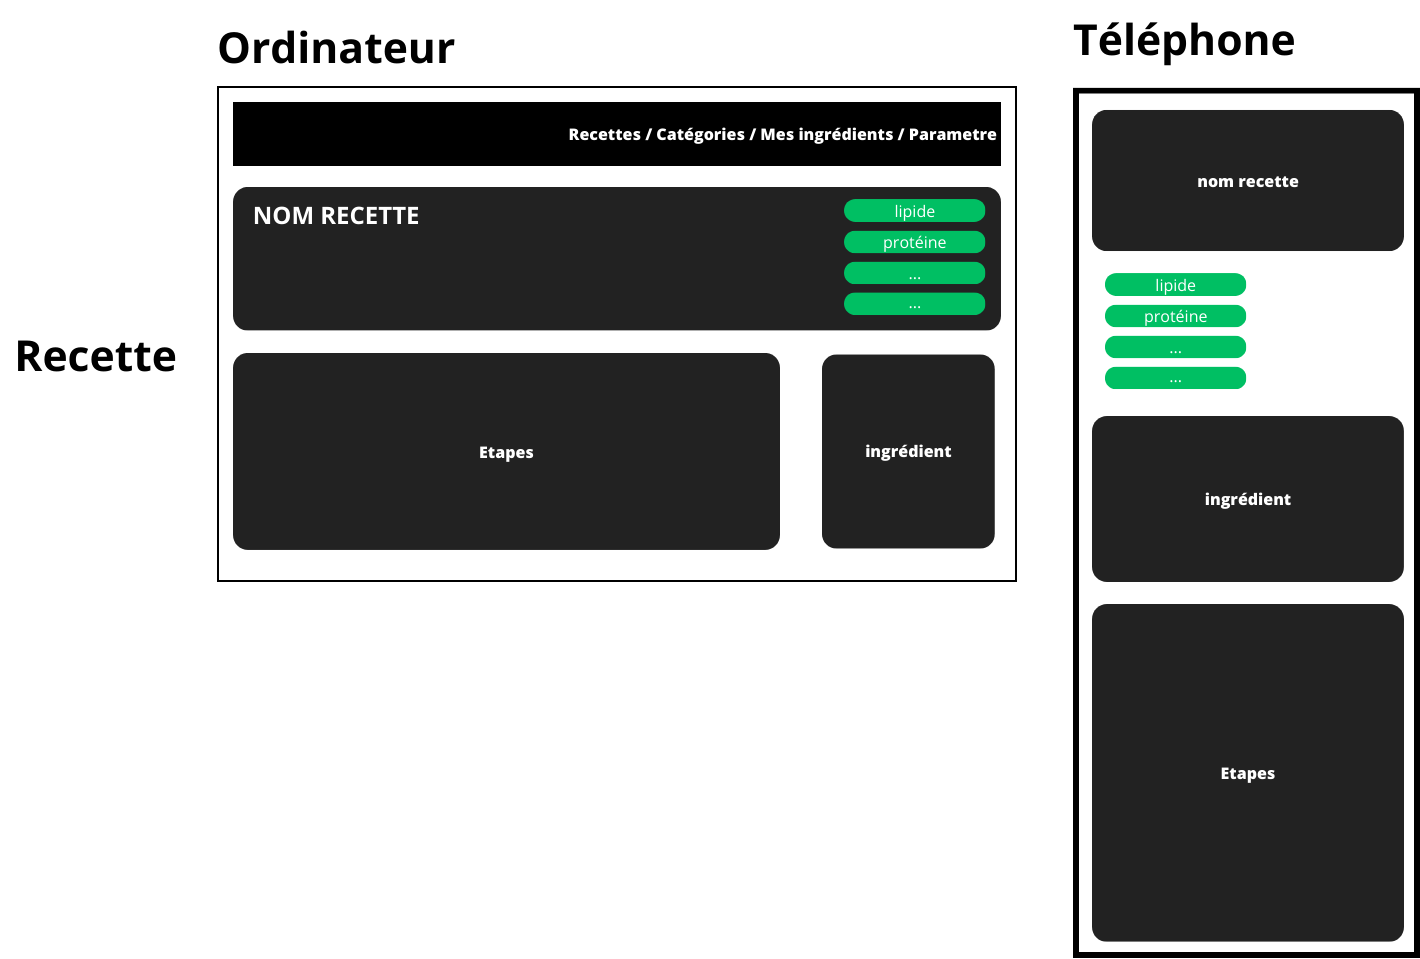 Ordinateur
Téléphone
Recette
Recettes / Catégories / Mes ingrédients / Parametre
NOM RECETTE
lipide
protéine
...
...
Etapes
ingrédient
nom recette
lipide
protéine
...
...
ingrédient
Etapes